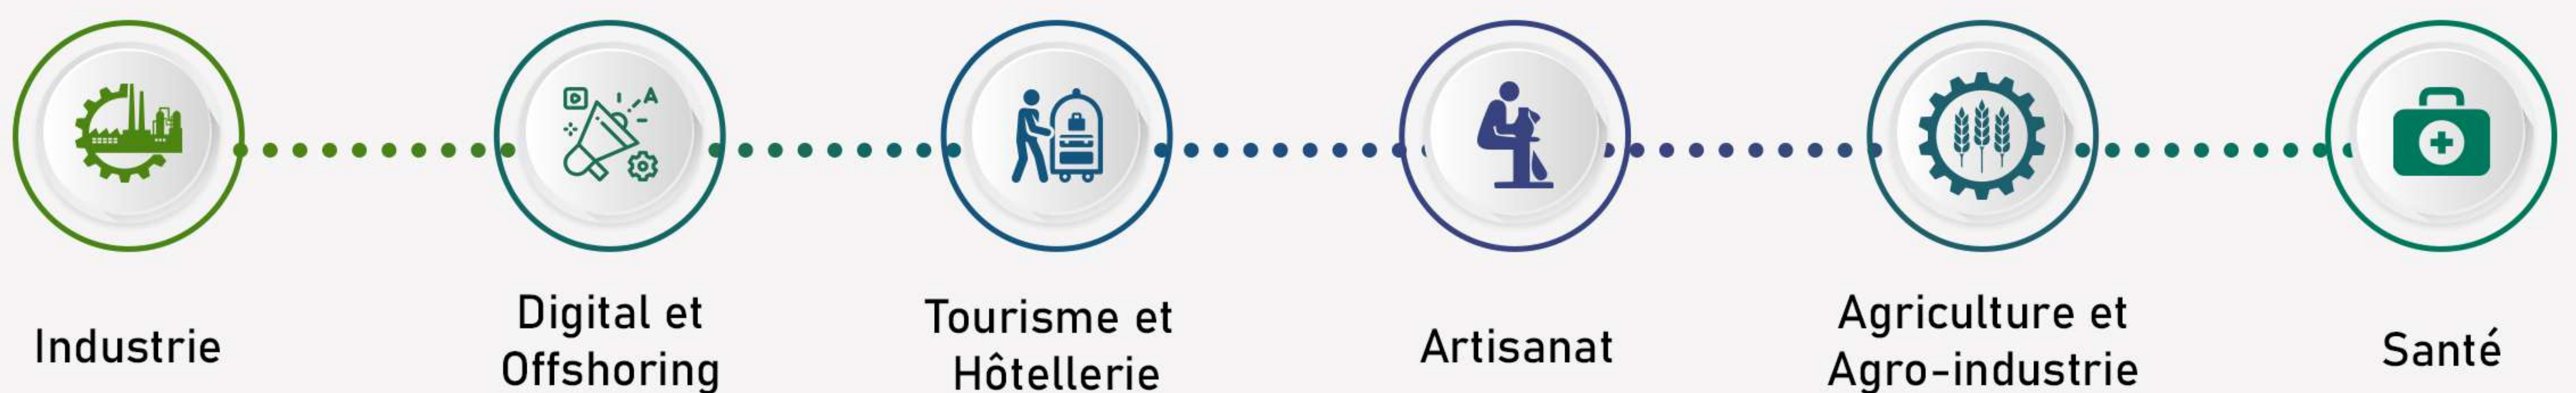 Industrie
Digital et
Offshoring
Tourisme et
Hôtellerie
Artisanat
Agriculture et
Agro-industrie
Santé